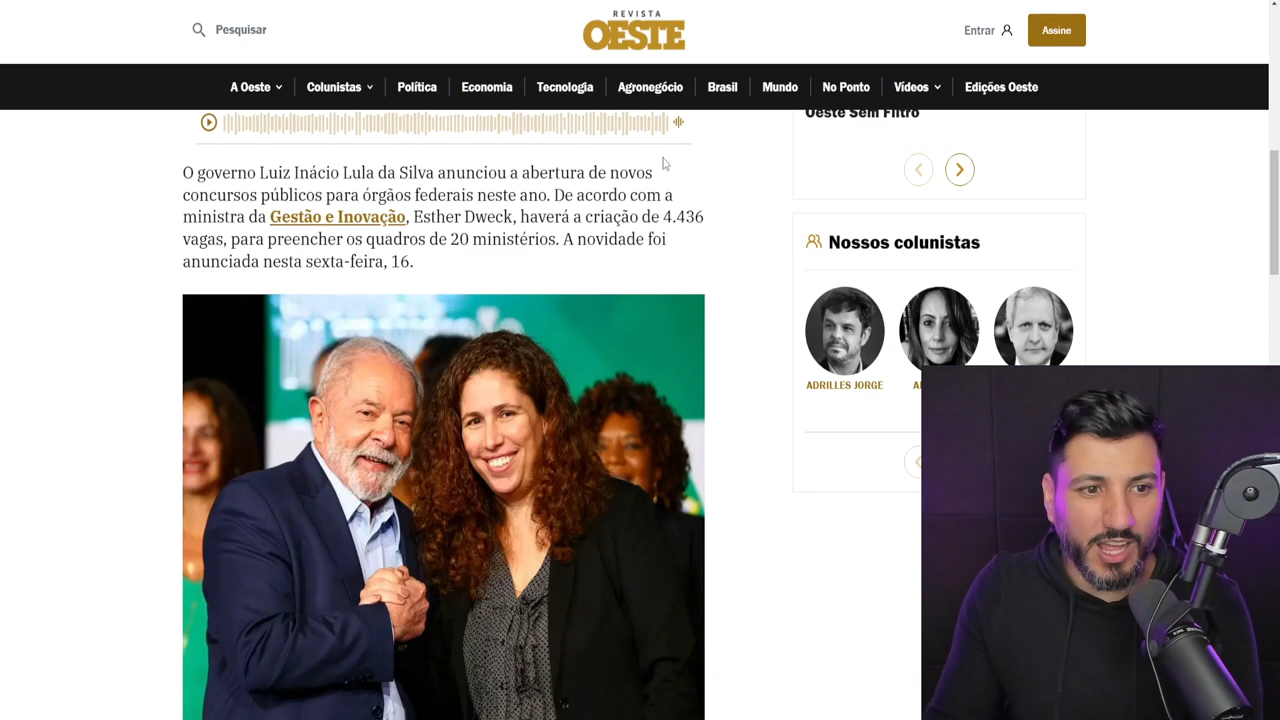 Pesquisar
REVISTA
OESTE
Entrar
Assine
A Oeste
Colunistas
Política
Economia
Tecnologia
Agronegócio
Brasil
Mundo
No Ponto
Vídeos
Edições Oeste
Oeste Sem Filtro
O governo Luiz Inácio Lula da Silva anunciou a abertura de novos
concursos públicos para órgãos federais neste ano. De acordo com a
ministra da Gestão e Inovação, Esther Dweck, haverá a criação de 4.436
vagas, para preencher os quadros de 20 ministérios. A novidade foi
anunciada nesta sexta-feira, 16.
Nossos colunistas
ADRILLES JORGE